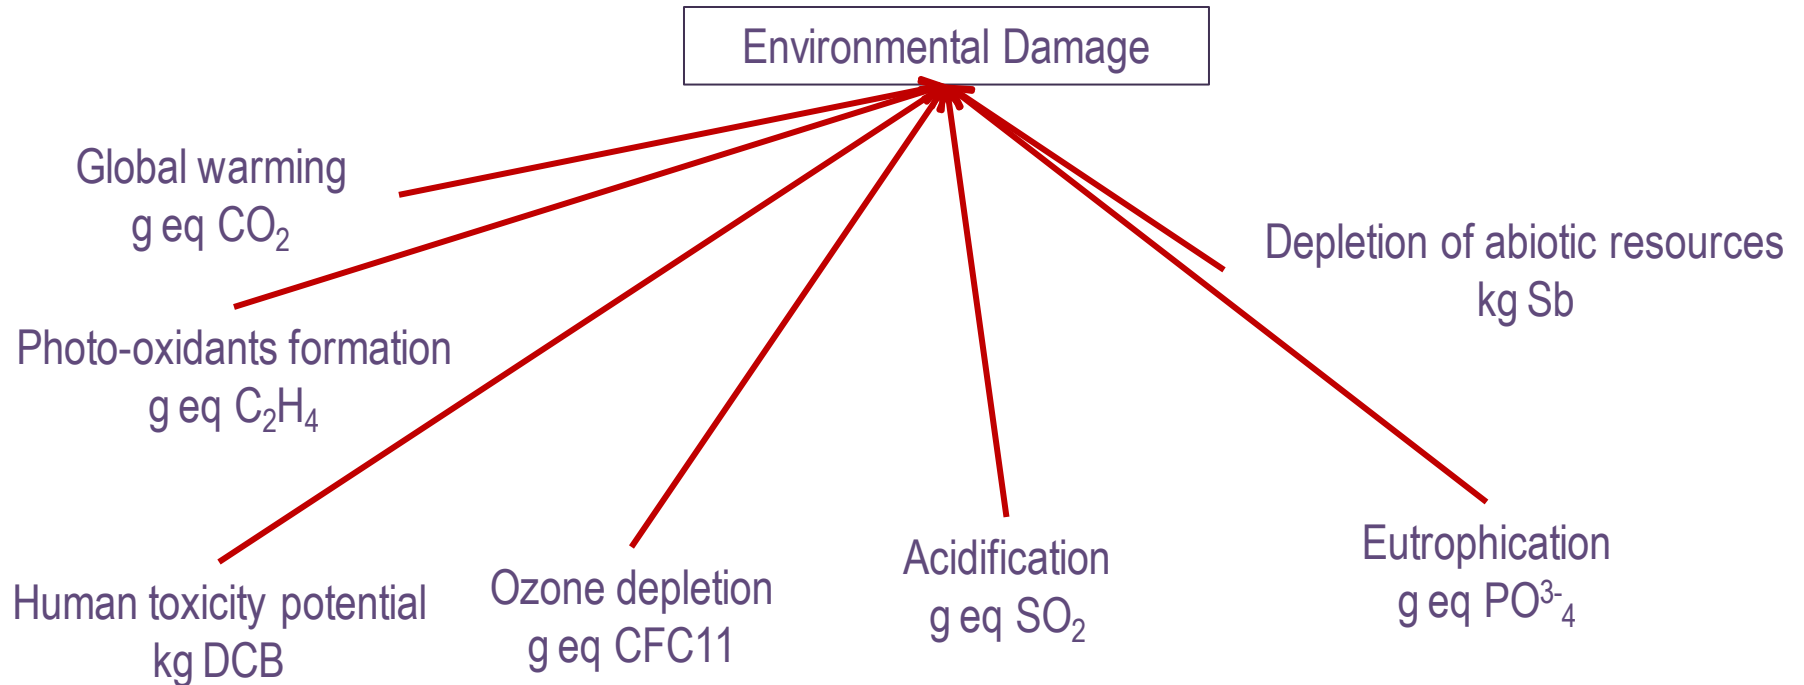 Environmental Damage
Global warming
g eq CO₂
Depletion of abiotic resources
kg Sb
Photo-oxidants formation
g eq C₂H₄
Human toxicity potential
kg DCB
Ozone depletion
g eq CFC11
Acidification
g eq SO₂
Eutrophication
g eq PO³⁻₄